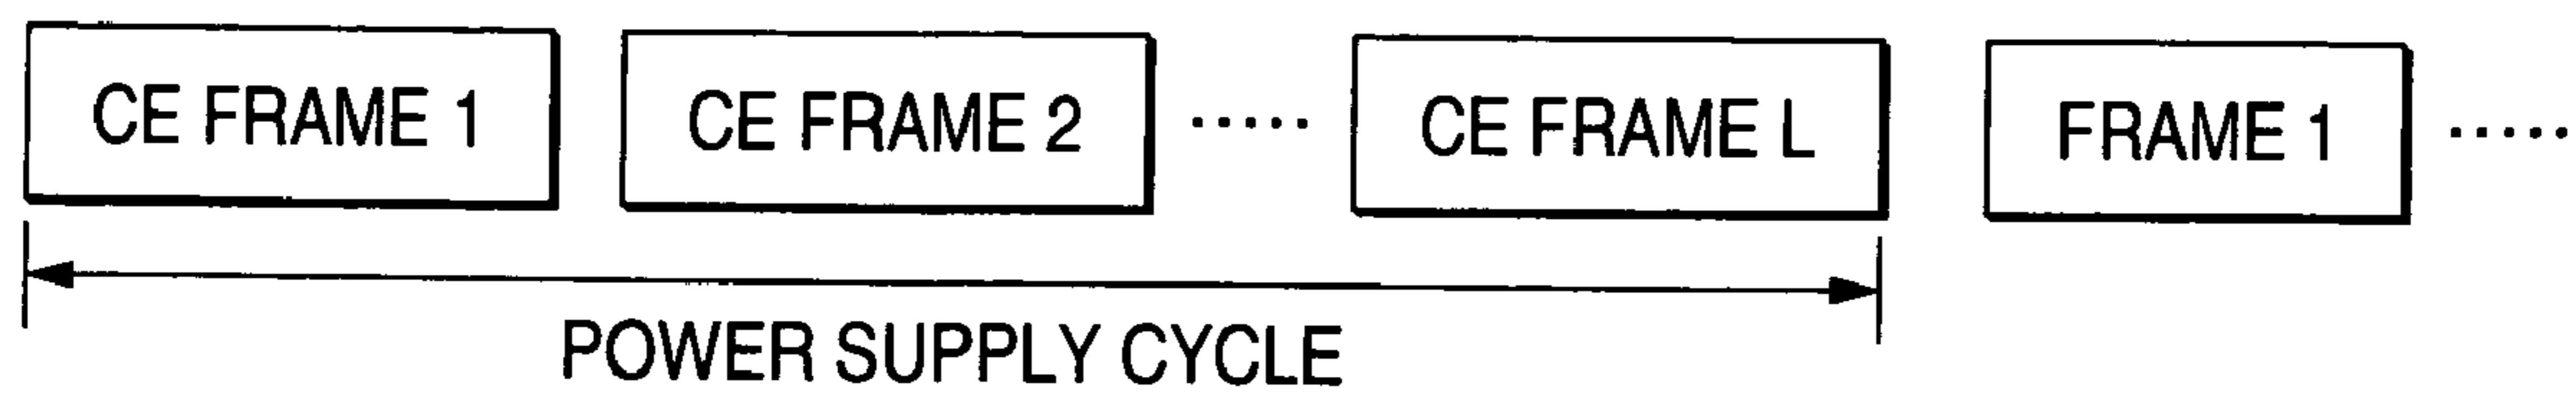 CE FRAME 1 CE FRAME 2 ..... CE FRAME L FRAME 1 .....
POWER SUPPLY CYCLE